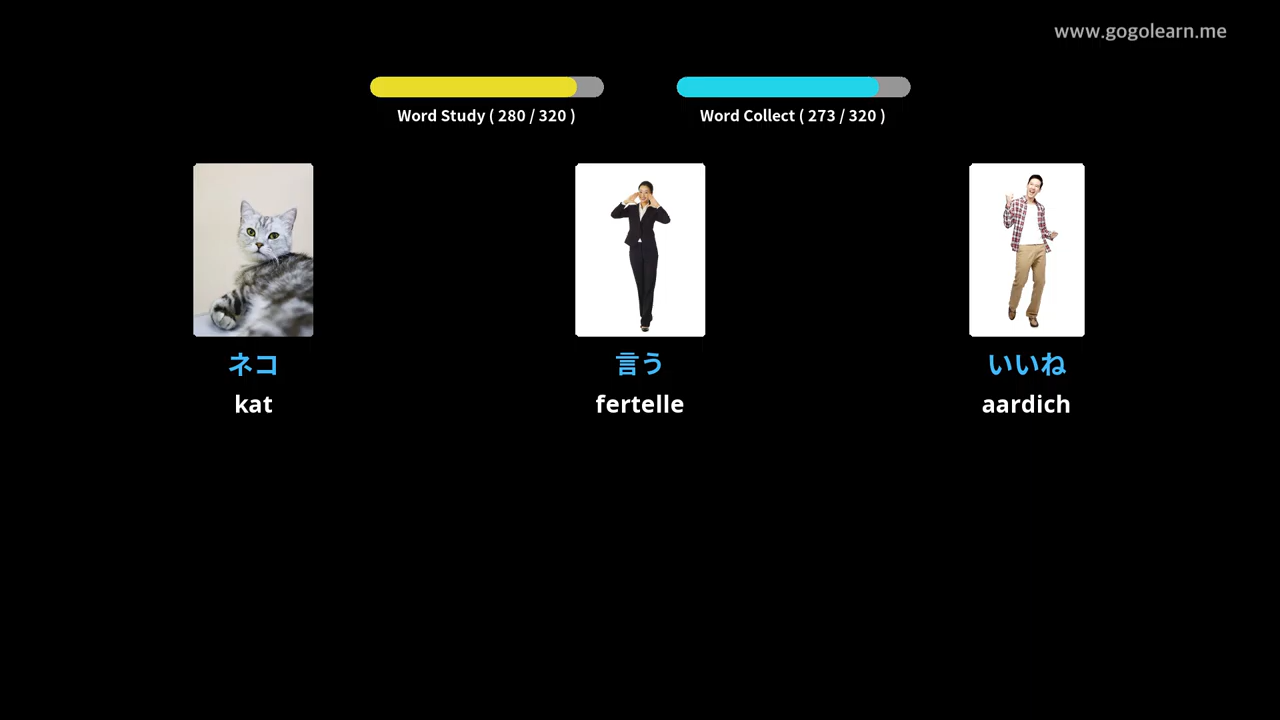 www.gogolearn.me
Word Study ( 280 / 320 )
Word Collect ( 273 / 320 )
ネコ
kat
言う
fertelle
いいね
aardich